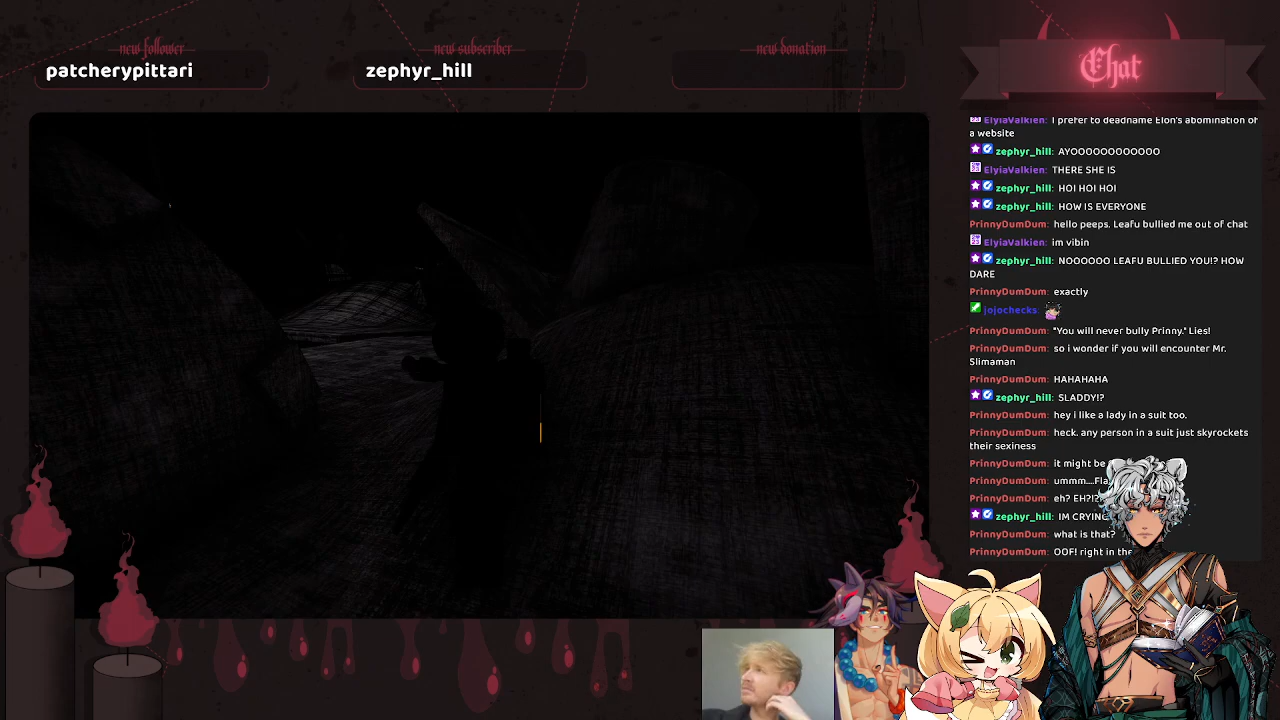 new follower
patcherypittari
new subscriber
zephyr_hill
new donation
Chat
ElyiaValkien: I prefer to deadname Elon's abomination of
a website
zephyr_hill: AYOOOOOOOOOOO
ElyiaValkien: THERE SHE IS
zephyr_hill: HOI HOI HOI
zephyr_hill: HOW IS EVERYONE
PrinnyDumDum: hello peeps. Leafu bullied me out of chat
ElyiaValkien: im vibin
zephyr_hill: NOOOOOO LEAFU BULLIED YOU!? HOW
DARE
PrinnyDumDum: exactly
jojochecks:
PrinnyDumDum: "You will never bully Prinny." Lies!
PrinnyDumDum: so i wonder if you will encounter Mr.
Slimaman
PrinnyDumDum: HAHAHAHA
zephyr_hill: SLADDY!?
PrinnyDumDum: hey i like a lady in a suit too.
PrinnyDumDum: heck. any person in a suit just skyrockets
their sexiness
PrinnyDumDum: it might be
PrinnyDumDum: ummm....Fla
PrinnyDumDum: eh? EH?!?
zephyr_hill: IM CRYING
PrinnyDumDum: what is that?
PrinnyDumDum: OOF! right in the